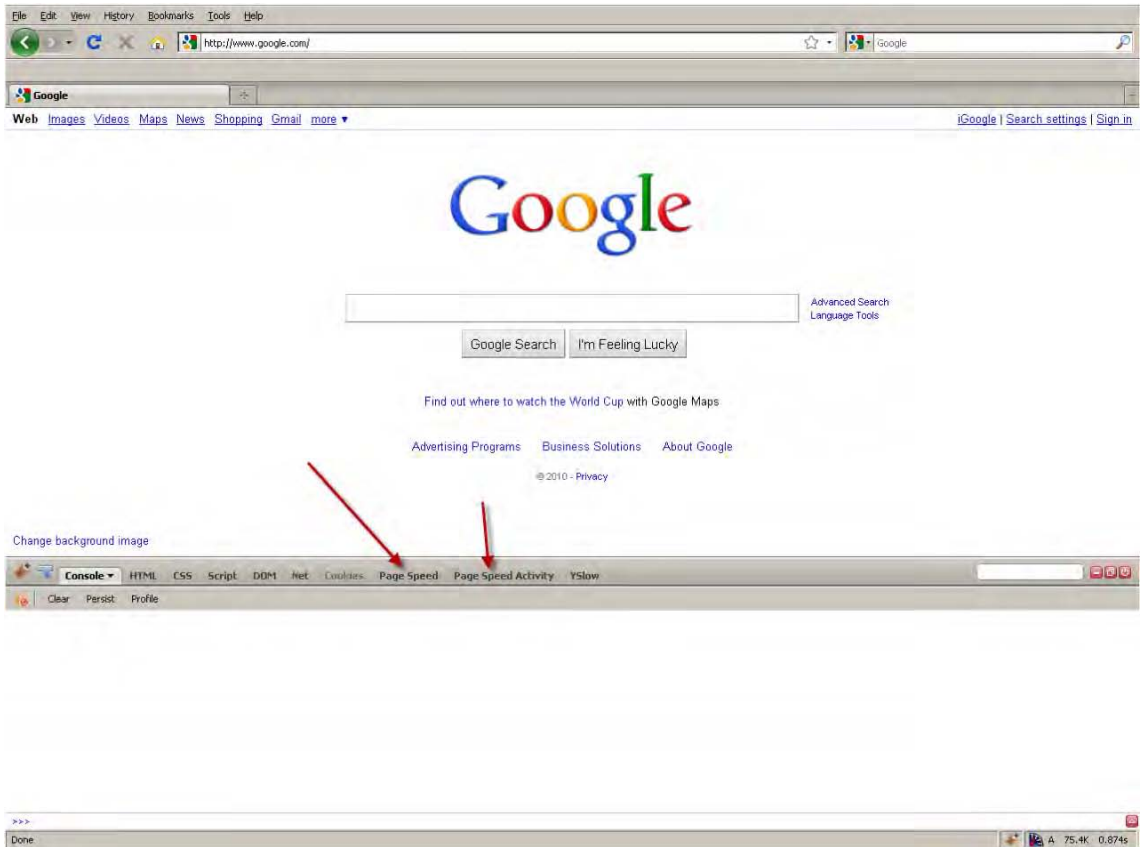 File Edit View History Bookmarks Tools Help
http://www.google.com/ Google
Google
Web Images Videos Maps News Shopping Gmail more ▼ iGoogle | Search settings | Sign in
Google
Advanced Search
Language Tools
Google Search I'm Feeling Lucky
Find out where to watch the World Cup with Google Maps
Advertising Programs Business Solutions About Google
© 2010 - Privacy
Change background image
Console ▾ HTML CSS Script DOM Net Cookies Page Speed Page Speed Activity YSlow
Clear Persist Profile
>>>
Done A 75.4K 0.874s